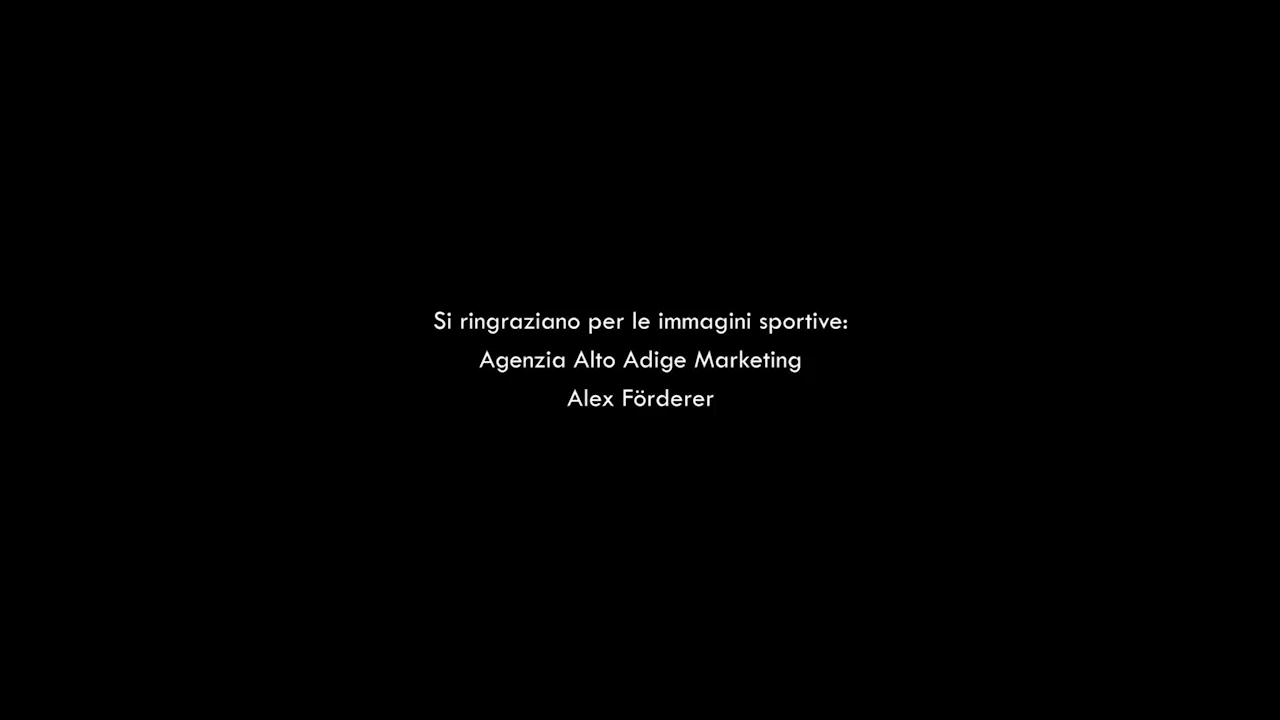 Si ringraziano per le immagini sportive:
Agenzia Alto Adige Marketing
Alex Förderer